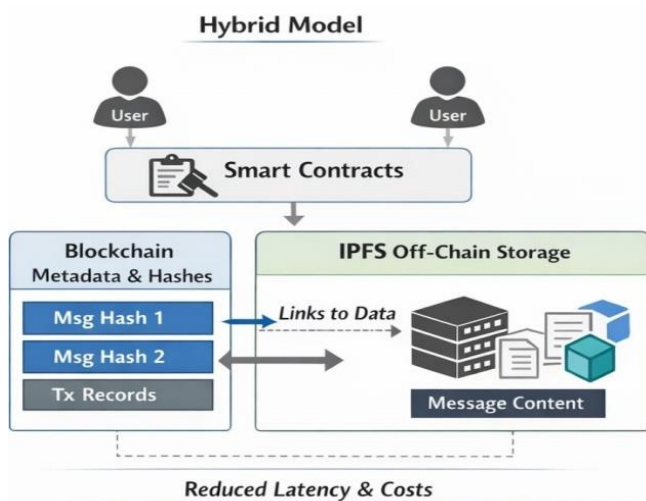 Hybrid Model
User
User
Smart Contracts
Blockchain
Metadata & Hashes
Msg Hash 1
Msg Hash 2
Tx Records
IPFS Off-Chain Storage
Links to Data
Message Content
Reduced Latency & Costs